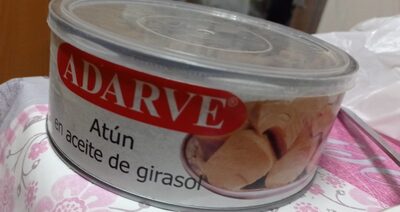 ADARVE®
Atún
en aceite de girasol